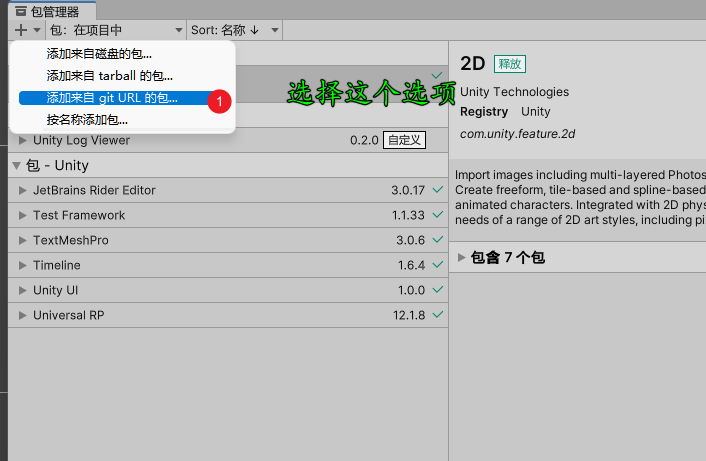 包管理器
包：在项目中
Sort: 名称 ↓
添加来自磁盘的包...
添加来自 tarball 的包...
添加来自 git URL 的包...
1
按名称添加包...
选择这个选项
Unity Log Viewer 0.2.0 自定义
包 - Unity
JetBrains Rider Editor 3.0.17
Test Framework 1.1.33
TextMeshPro 3.0.6
Timeline 1.6.4
Unity UI 1.0.0
Universal RP 12.1.8
2D 释放
Unity Technologies
Registry Unity
com.unity.feature.2d
Import images including multi-layered Photos
Create freeform, tile-based and spline-based
animated characters. Integrated with 2D phys
needs of a range of 2D art styles, including pi
包含 7 个包